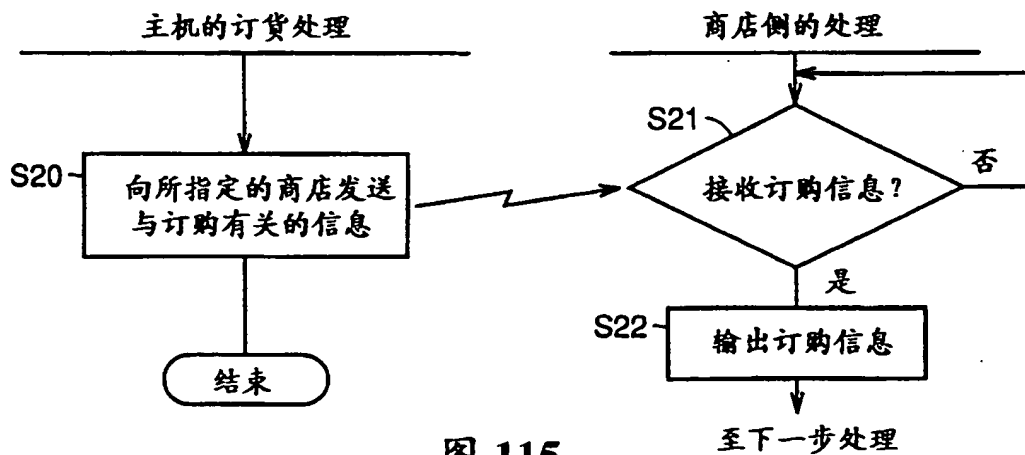 主机的订货处理
S20
向所指定的商店发送
与订购有关的信息
结束
商店侧的处理
S21
接收订购信息?
否
是
S22
输出订购信息
至下一步处理
图 115